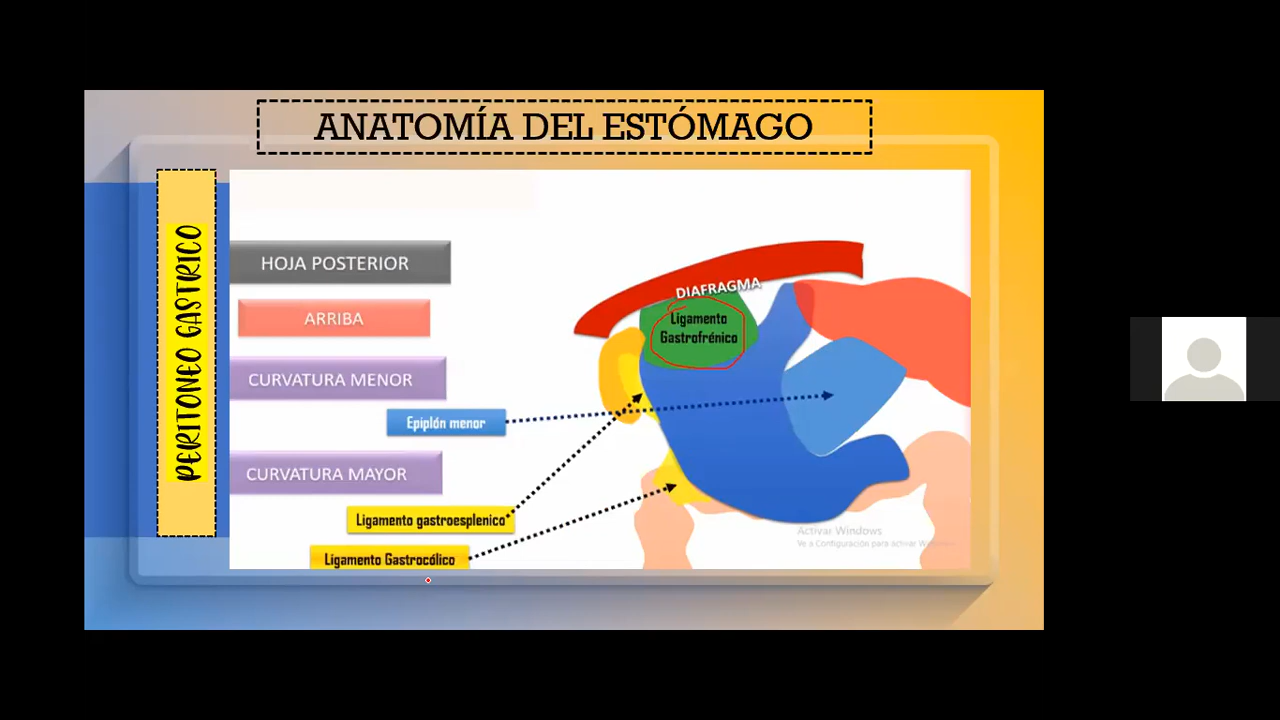 ANATOMÍA DEL ESTÓMAGO
PERITONEO GASTIRICO
HOJA POSTERIOR
ARRIBA
CURVATURA MENOR
Epiplón menor
CURVATURA MAYOR
Ligamento gastroesplenico
Ligamento Gastrocólico
DIAFRAGMA
Ligamento
Gastrofrénico
Activar Windows
Ve a Configuración para activar Windows